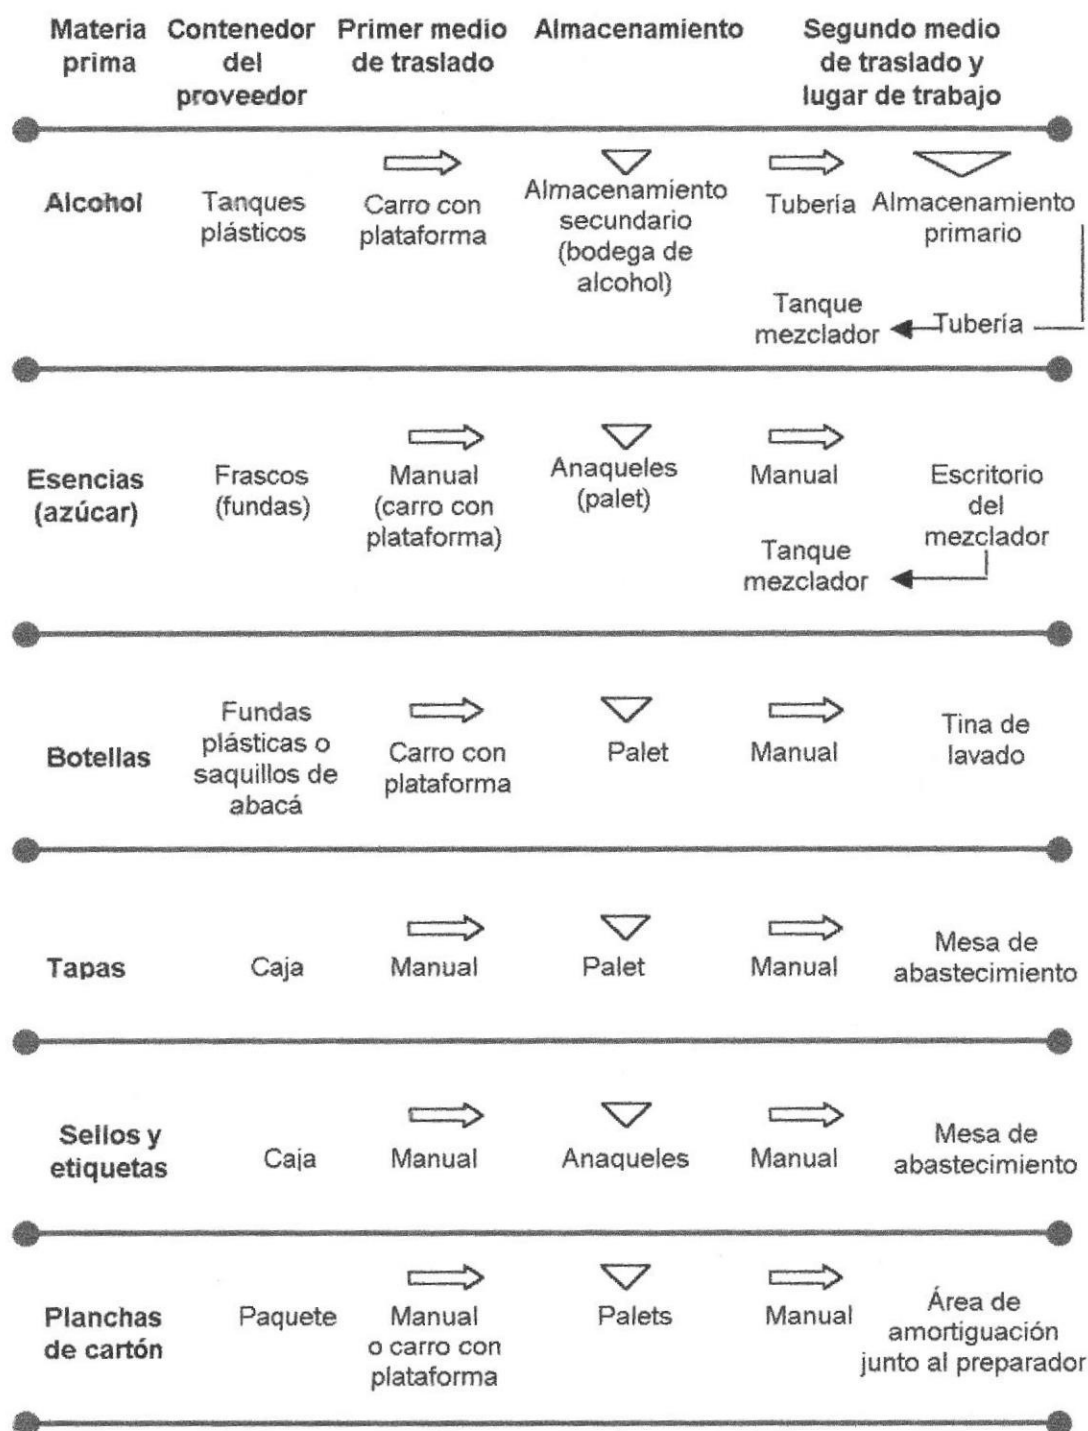 Materia
prima
Contenedor
del
proveedor
Primer medio
de traslado
Almacenamiento
Segundo medio
de traslado y
lugar de trabajo
Alcohol
Tanques
plásticos
Carro con
plataforma
Almacenamiento
secundario
(bodega de
alcohol)
Tubería
Almacenamiento
primario
Tubería
Tanque
mezclador
Esencias
(azúcar)
Frascos
(fundas)
Manual
(carro con
plataforma)
Anaqueles
(palet)
Manual
Escritorio
del
mezclador
Tanque
mezclador
Botellas
Fundas
plásticas o
saquillos de
abacá
Carro con
plataforma
Palet
Manual
Tina de
lavado
Tapas
Caja
Manual
Palet
Manual
Mesa de
abastecimiento
Sellos y
etiquetas
Caja
Manual
Anaqueles
Manual
Mesa de
abastecimiento
Planchas
de cartón
Paquete
Manual
o carro con
plataforma
Palets
Manual
Área de
amortiguación
junto al preparador